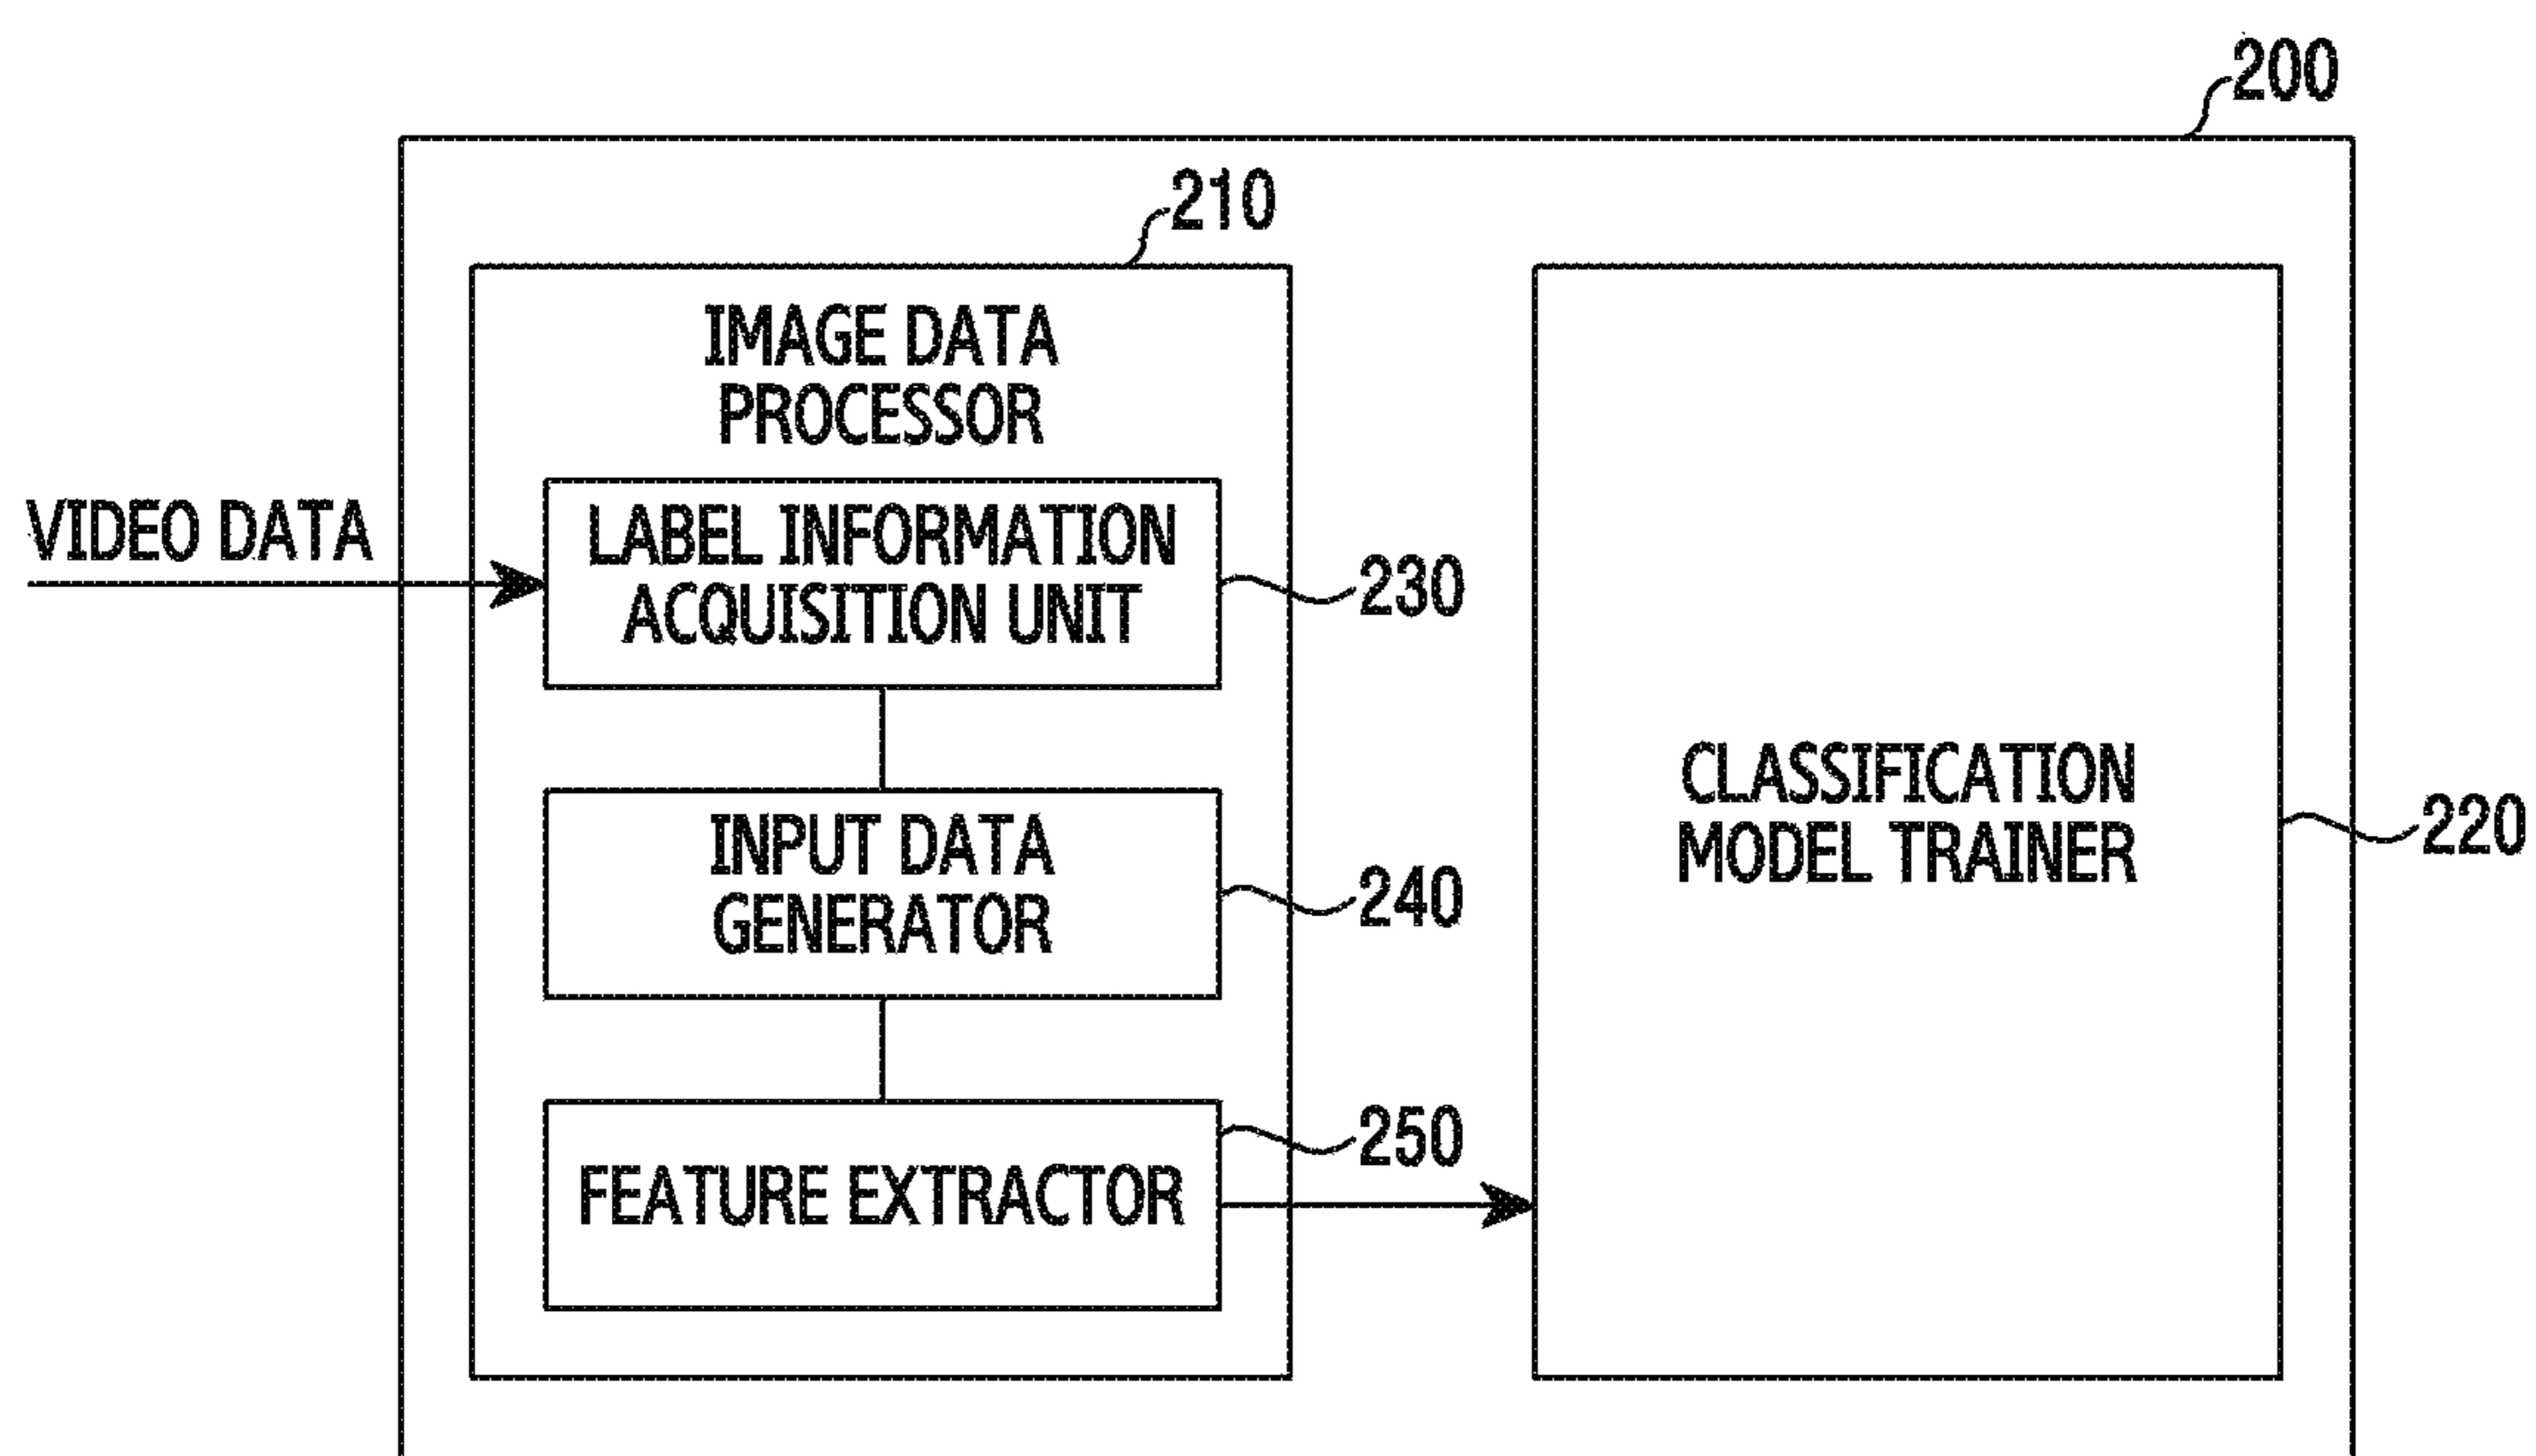 200
210
IMAGE DATA
PROCESSOR
VIDEO DATA
LABEL INFORMATION
ACQUISITION UNIT
230
INPUT DATA
GENERATOR
240
FEATURE EXTRACTOR
250
CLASSIFICATION
MODEL TRAINER
220